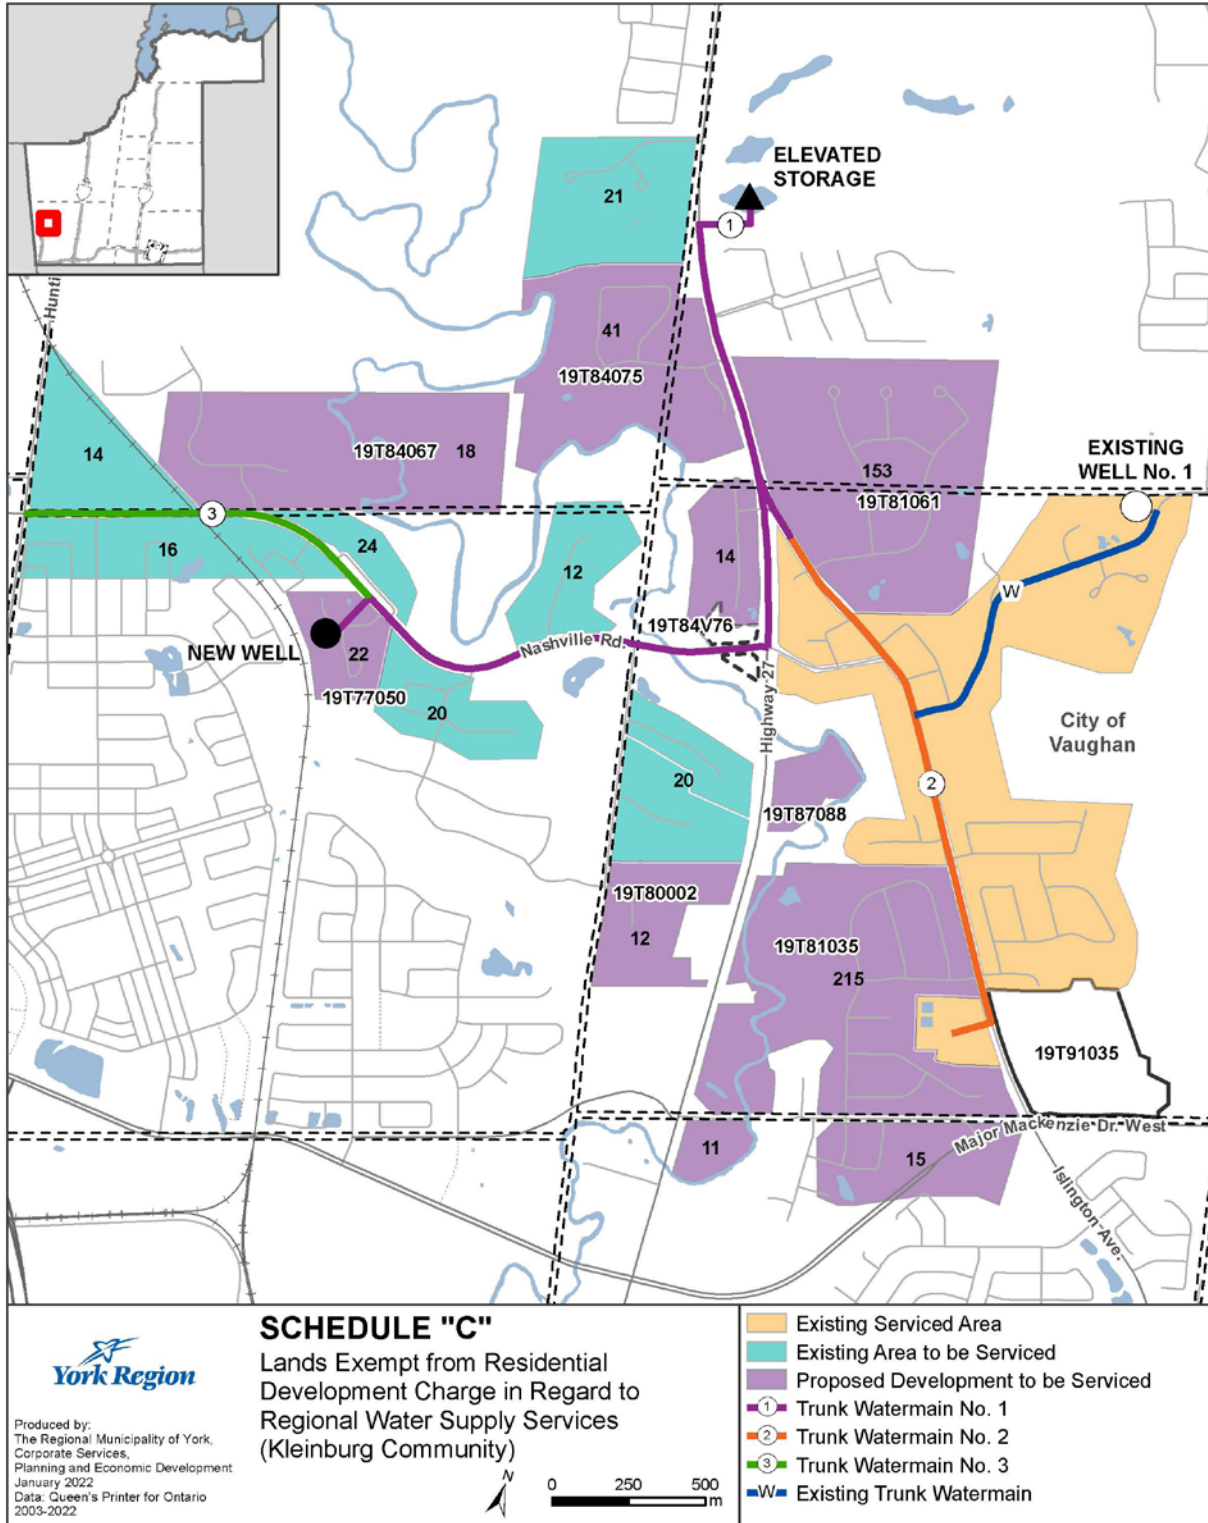 ELEVATED
STORAGE
21
1
Hunti
41
19T84075
14
19T84067
18
153
19T81061
EXISTING
WELL No. 1
3
16
24
12
14
W
19T84V76
NEW WELL
22
Nashville Rd.
19T77050
20
Highway 27
City of
Vaughan
20
2
19T87088
19T80002
12
19T81035
215
19T91035
11
15
Major Mackenzie Dr. West
Islington Ave.
York Region
Produced by:
The Regional Municipality of York,
Corporate Services,
Planning and Economic Development
January 2022
Data: Queen's Printer for Ontario
2003-2022
SCHEDULE "C"
Lands Exempt from Residential
Development Charge in Regard to
Regional Water Supply Services
(Kleinburg Community)
N
0 250 500
m
Existing Serviced Area
Existing Area to be Serviced
Proposed Development to be Serviced
1 Trunk Watermain No. 1
2 Trunk Watermain No. 2
3 Trunk Watermain No. 3
W Existing Trunk Watermain